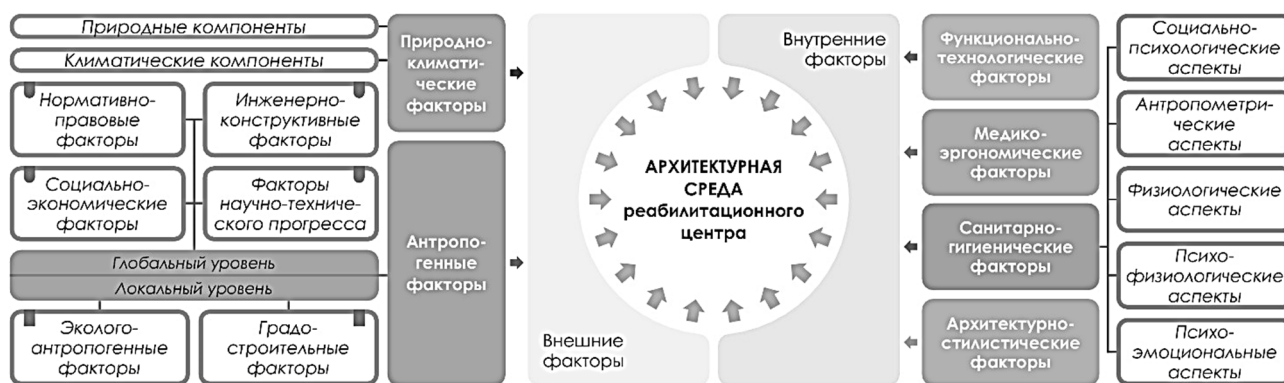 Природные компоненты
Климатические компоненты
Нормативно-
правовые
факторы
Инженерно-
конструктивные
факторы
Социально-
экономические
факторы
Факторы
научно-техниче-
ского прогресса
Глобальный уровень
Локальный уровень
Эколого-
антропогенные
факторы
Градо-
строительные
факторы
Природно-
климати-
ческие
факторы
Антропо-
генные
факторы
Внешние
факторы
АРХИТЕКТУРНАЯ
СРЕДА
реабилитационного
центра
Внутренние
факторы
Функционально-
технологические
факторы
Медико-
эргономические
факторы
Санитарно-
гигиенические
факторы
Архитектурно-
стилистические
факторы
Социально-
психологические
аспекты
Антропометри-
ческие
аспекты
Физиологические
аспекты
Психо-
физиологические
аспекты
Психо-
эмоциональные
аспекты